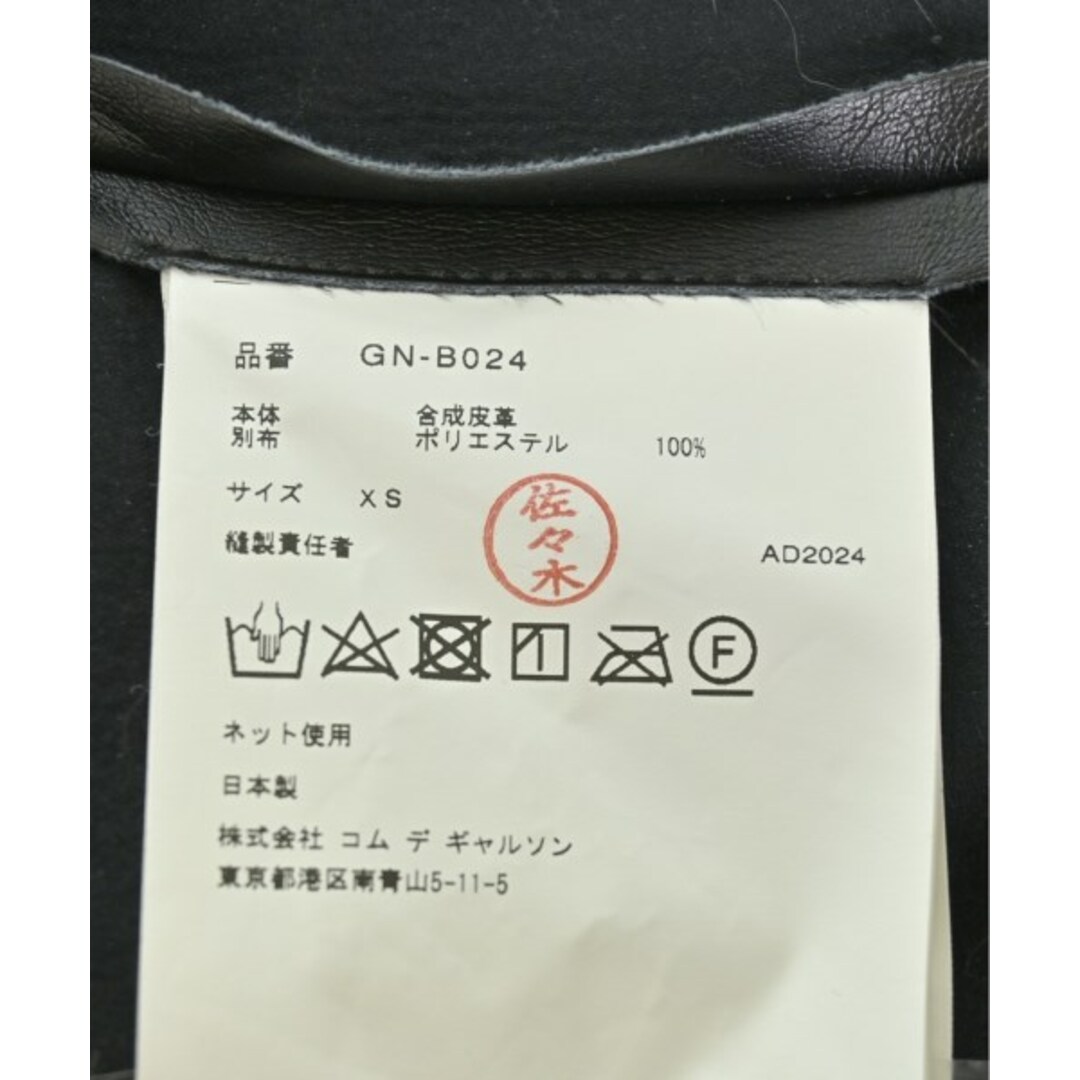 品番 GN-B024
本体 合成皮革
別布 ポリエステル 100%
サイズ XS
佐々木
縫製責任者 AD2024
F
ネット使用
日本製
株式会社 コム デ ギャルソン
東京都港区南青山5-11-5